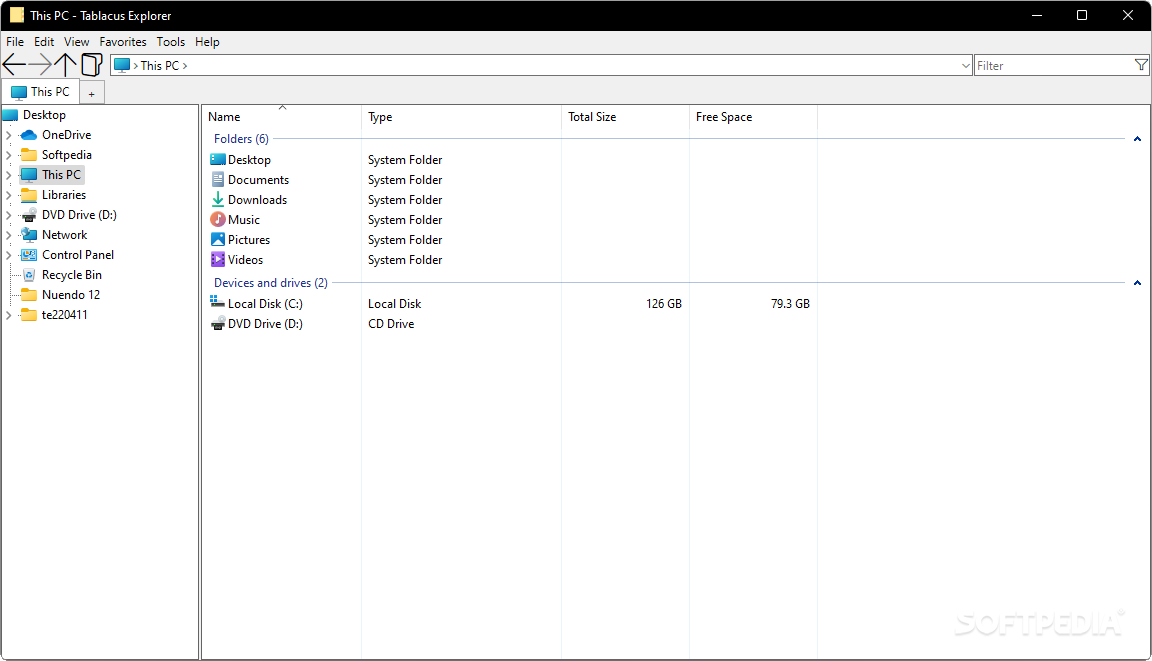 This PC - Tablacus Explorer
File Edit View Favorites Tools Help
This PC
Filter
This PC +
Desktop
OneDrive
Softpedia
This PC
Libraries
DVD Drive (D:)
Network
Control Panel
Recycle Bin
Nuendo 12
te220411
Name Type Total Size Free Space
Folders (6)
Desktop System Folder
Documents System Folder
Downloads System Folder
Music System Folder
Pictures System Folder
Videos System Folder
Devices and drives (2)
Local Disk (C:) Local Disk 126 GB 79.3 GB
DVD Drive (D:) CD Drive
SOFTPEDIA®